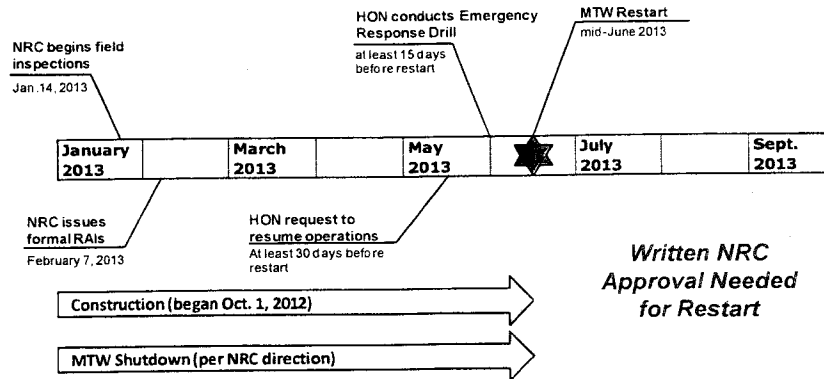 HON conducts Emergency
Response Drill
at least 15 days
before restart
MTW Restart
mid-June 2013
NRC begins field
inspections
Jan.14, 2013
January
2013
March
2013
May
2013
July
2013
Sept.
2013
NRC issues
formal RAIs
February 7, 2013
HON request to
resume operations
At least 30 days before
restart
Written NRC
Approval Needed
for Restart
Construction (began Oct. 1, 2012)
MTW Shutdown (per NRC direction)